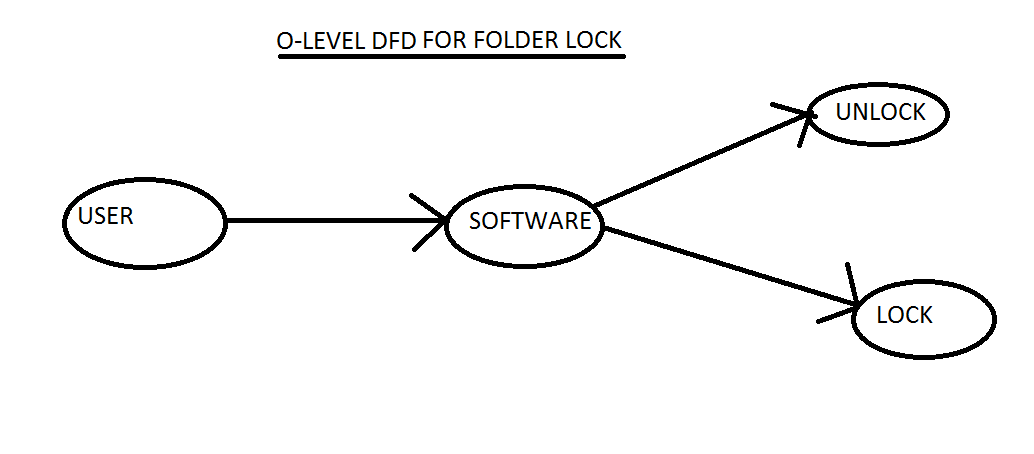 O-LEVEL DFD FOR FOLDER LOCK
UNLOCK
USER
SOFTWARE
LOCK